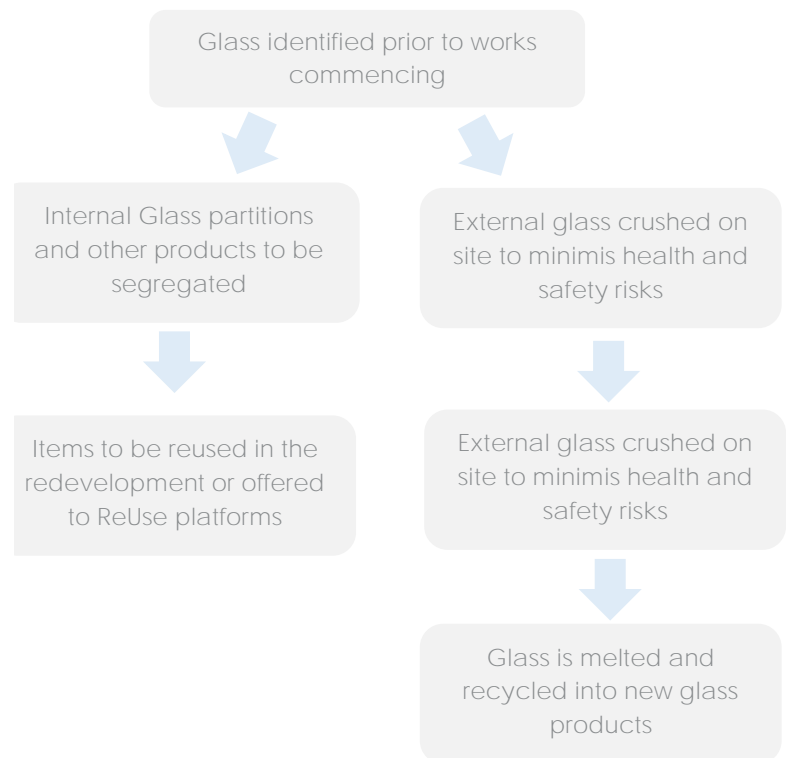 Glass identified prior to works
commencing
Internal Glass partitions
and other products to be
segregated
External glass crushed on
site to minimis health and
safety risks
Items to be reused in the
redevelopment or offered
to ReUse platforms
External glass crushed on
site to minimis health and
safety risks
Glass is melted and
recycled into new glass
products